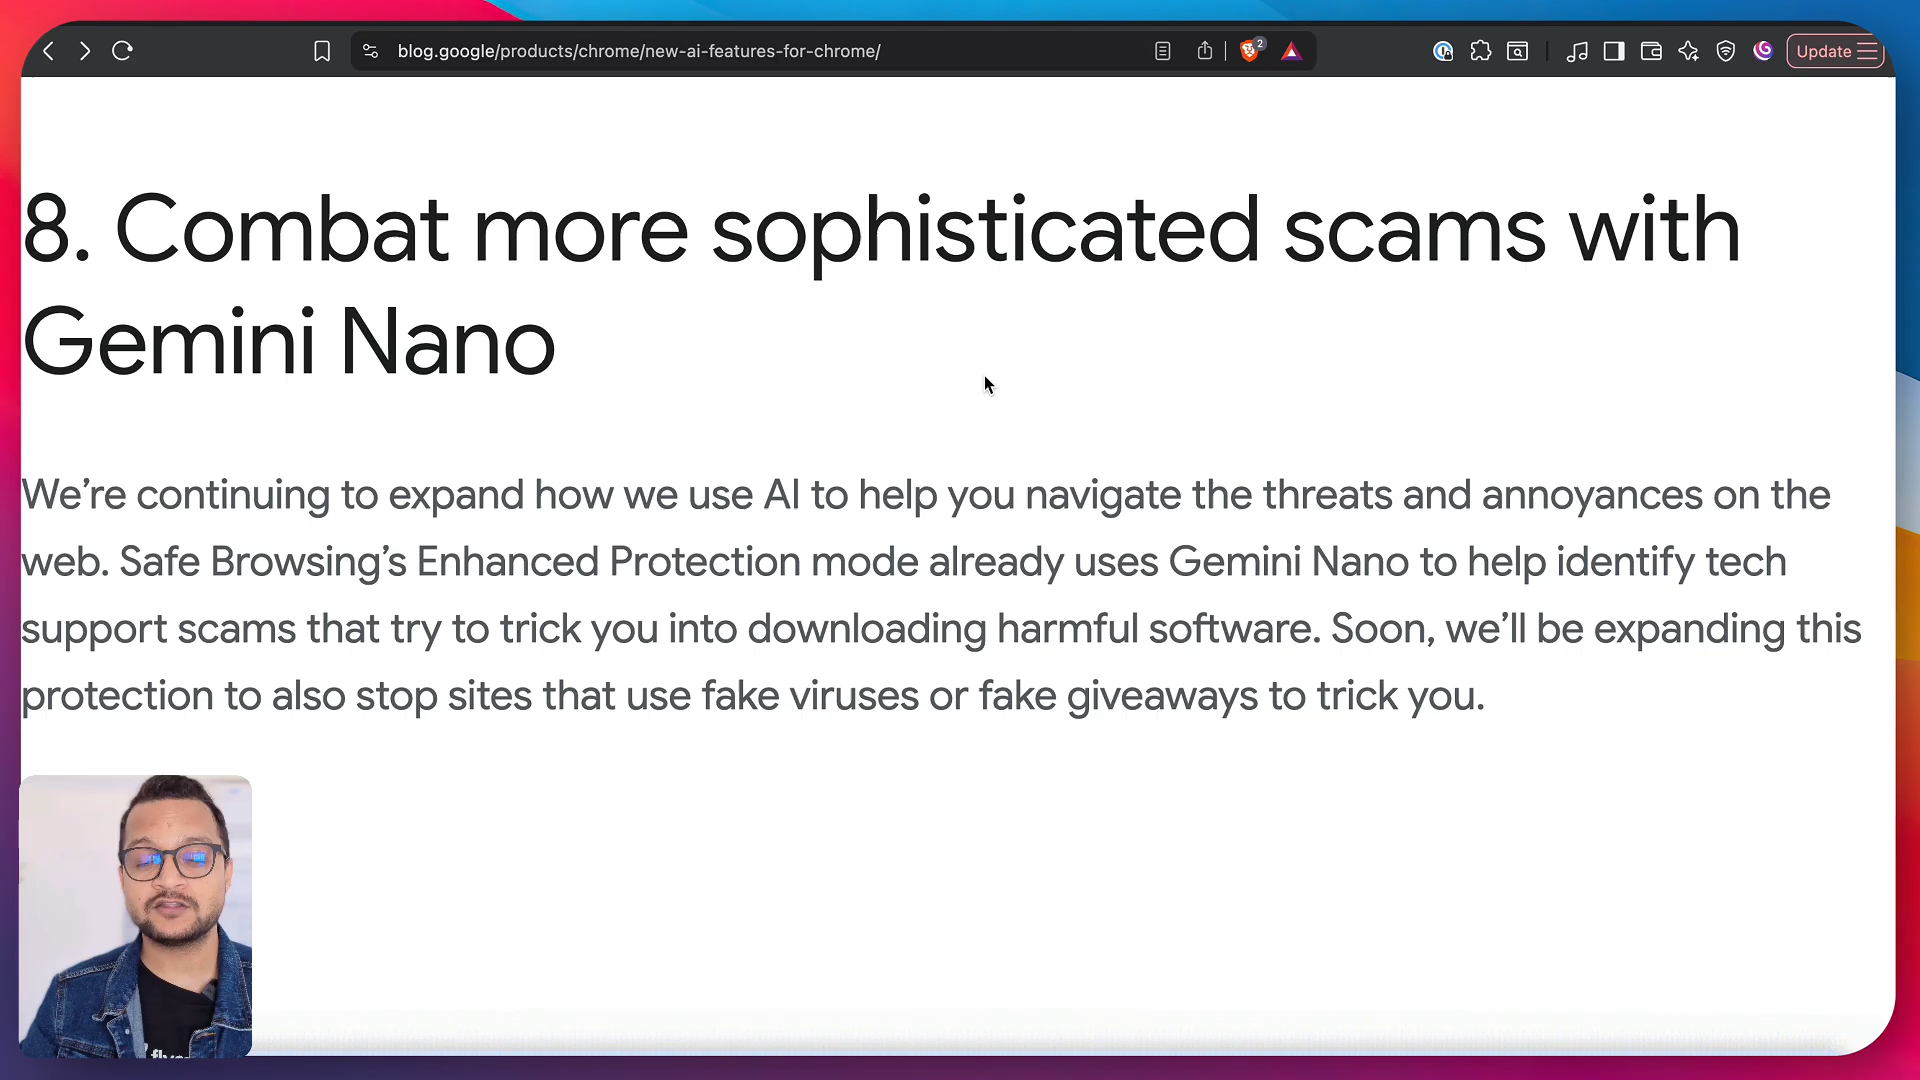 blog.google/products/chrome/new-ai-features-for-chrome/
2
Update
8. Combat more sophisticated scams with
Gemini Nano
We're continuing to expand how we use AI to help you navigate the threats and annoyances on the
web. Safe Browsing's Enhanced Protection mode already uses Gemini Nano to help identify tech
support scams that try to trick you into downloading harmful software. Soon, we'll be expanding this
protection to also stop sites that use fake viruses or fake giveaways to trick you.